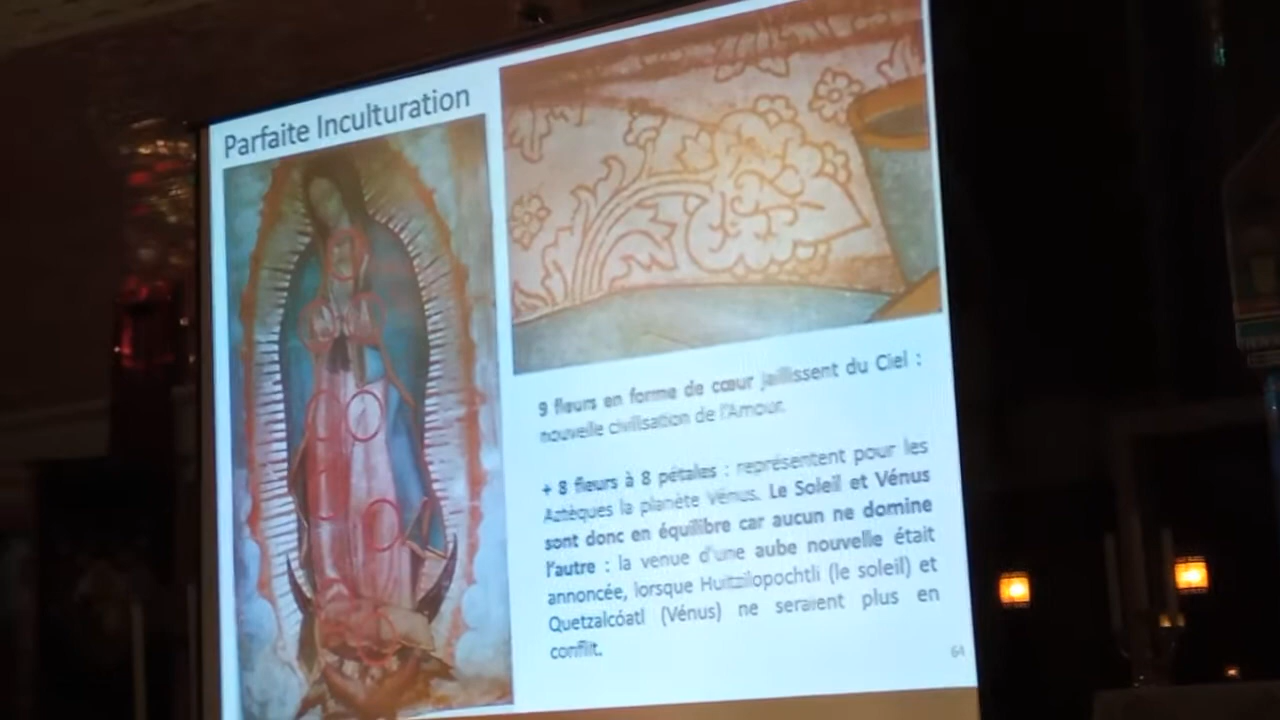 Parfaite Inculturation
9 fleurs en forme de cœur jaillissent du Ciel :
nouvelle civilisation de l'Amour.
+ 8 fleurs à 8 pétales : représentent pour les
Aztèques la planète Vénus. Le Soleil et Vénus
sont donc en équilibre car aucun ne domine
l'autre : la venue d'une aube nouvelle était
annoncée, lorsque Huitzilopochtli (le soleil) et
Quetzalcóatl (Vénus) ne seraient plus en
conflit.
64